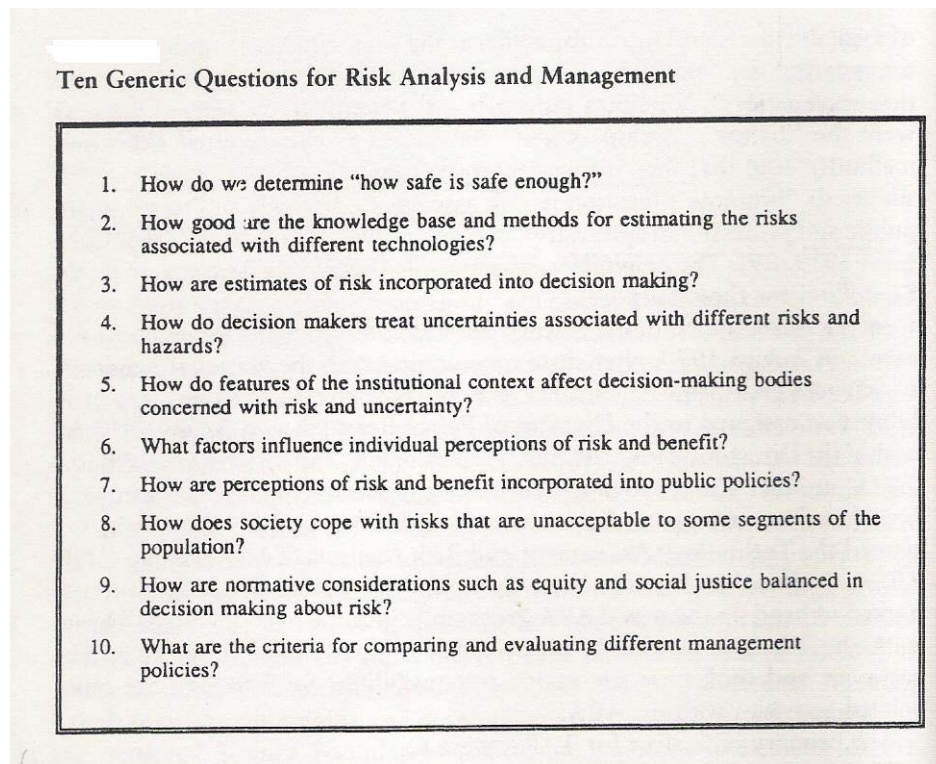 Ten Generic Questions for Risk Analysis and Management
1. How do we determine “how safe is safe enough?”
2. How good are the knowledge base and methods for estimating the risks
associated with different technologies?
3. How are estimates of risk incorporated into decision making?
4. How do decision makers treat uncertainties associated with different risks and
hazards?
5. How do features of the institutional context affect decision-making bodies
concerned with risk and uncertainty?
6. What factors influence individual perceptions of risk and benefit?
7. How are perceptions of risk and benefit incorporated into public policies?
8. How does society cope with risks that are unacceptable to some segments of the
population?
9. How are normative considerations such as equity and social justice balanced in
decision making about risk?
10. What are the criteria for comparing and evaluating different management
policies?